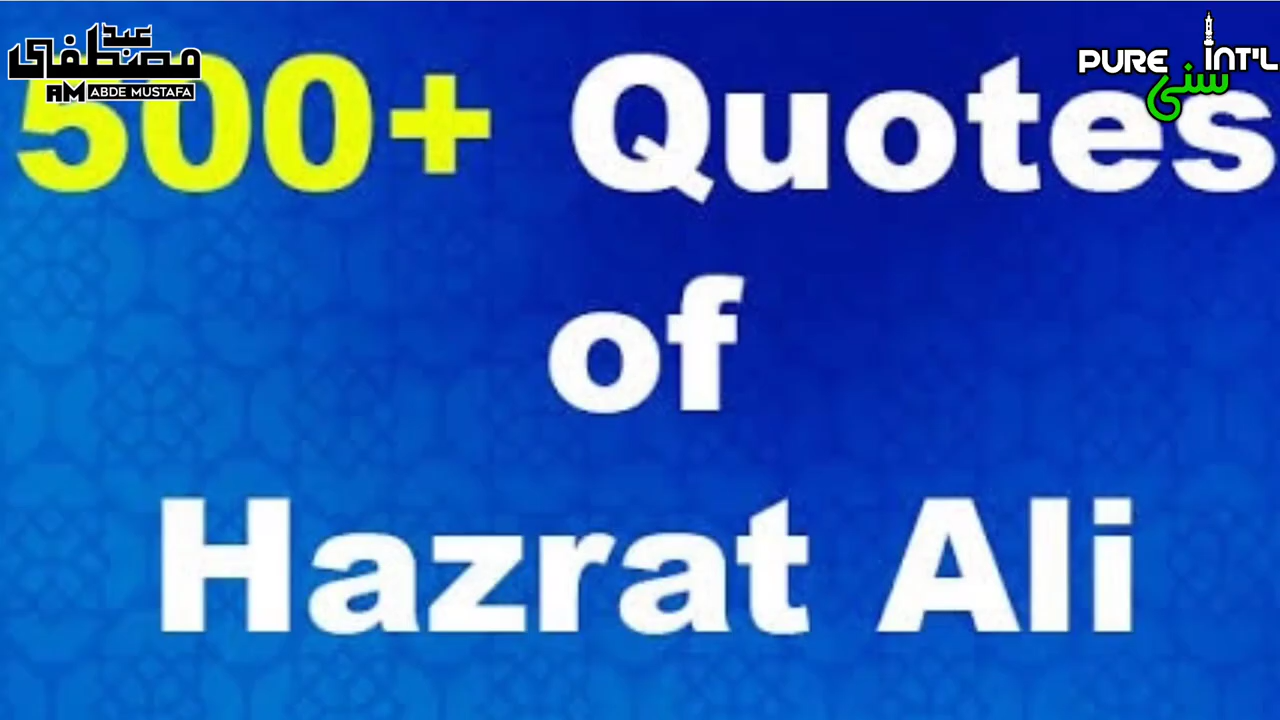 عبد مصطفی
AM ABDE MUSTAFA
PURE سنی INT'L
500+ Quotes
of
Hazrat Ali